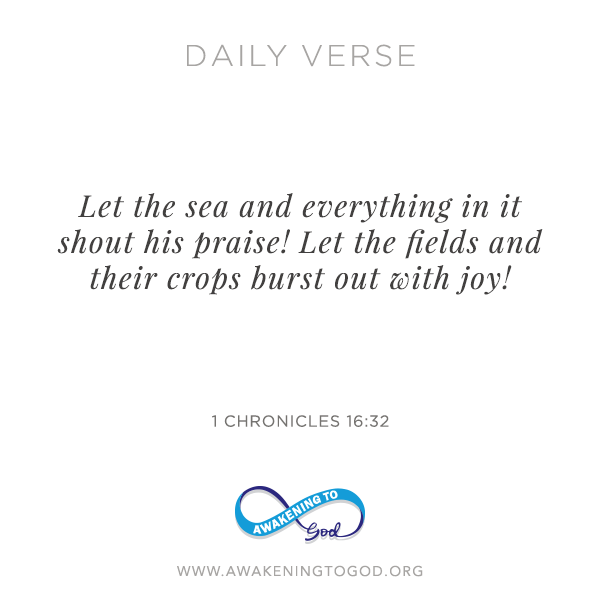 DAILY VERSE
Let the sea and everything in it
shout his praise! Let the fields and
their crops burst out with joy!
1 CHRONICLES 16:32
AWAKENING TO
God
WWW.AWAKENINGTOGOD.ORG